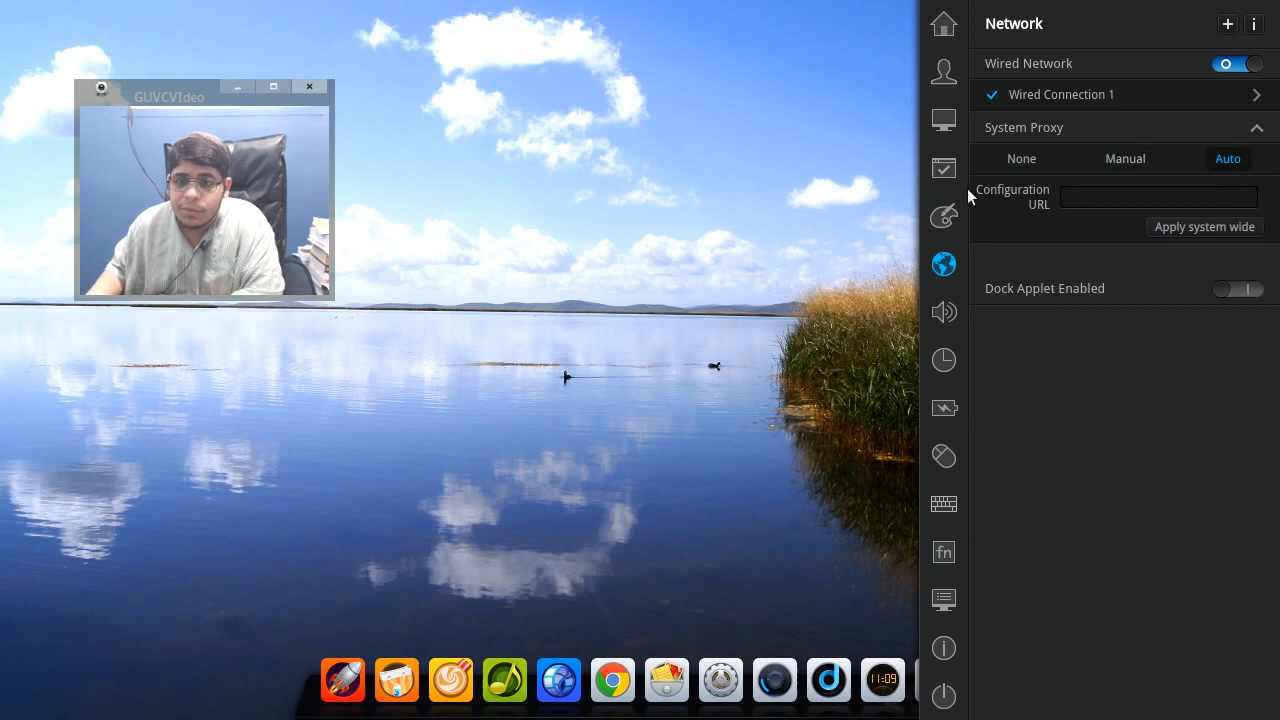 GUVCVIdeo
Network
Wired Network
Wired Connection 1
System Proxy
None Manual Auto
Configuration
URL
Apply system wide
Dock Applet Enabled
fn
11:09